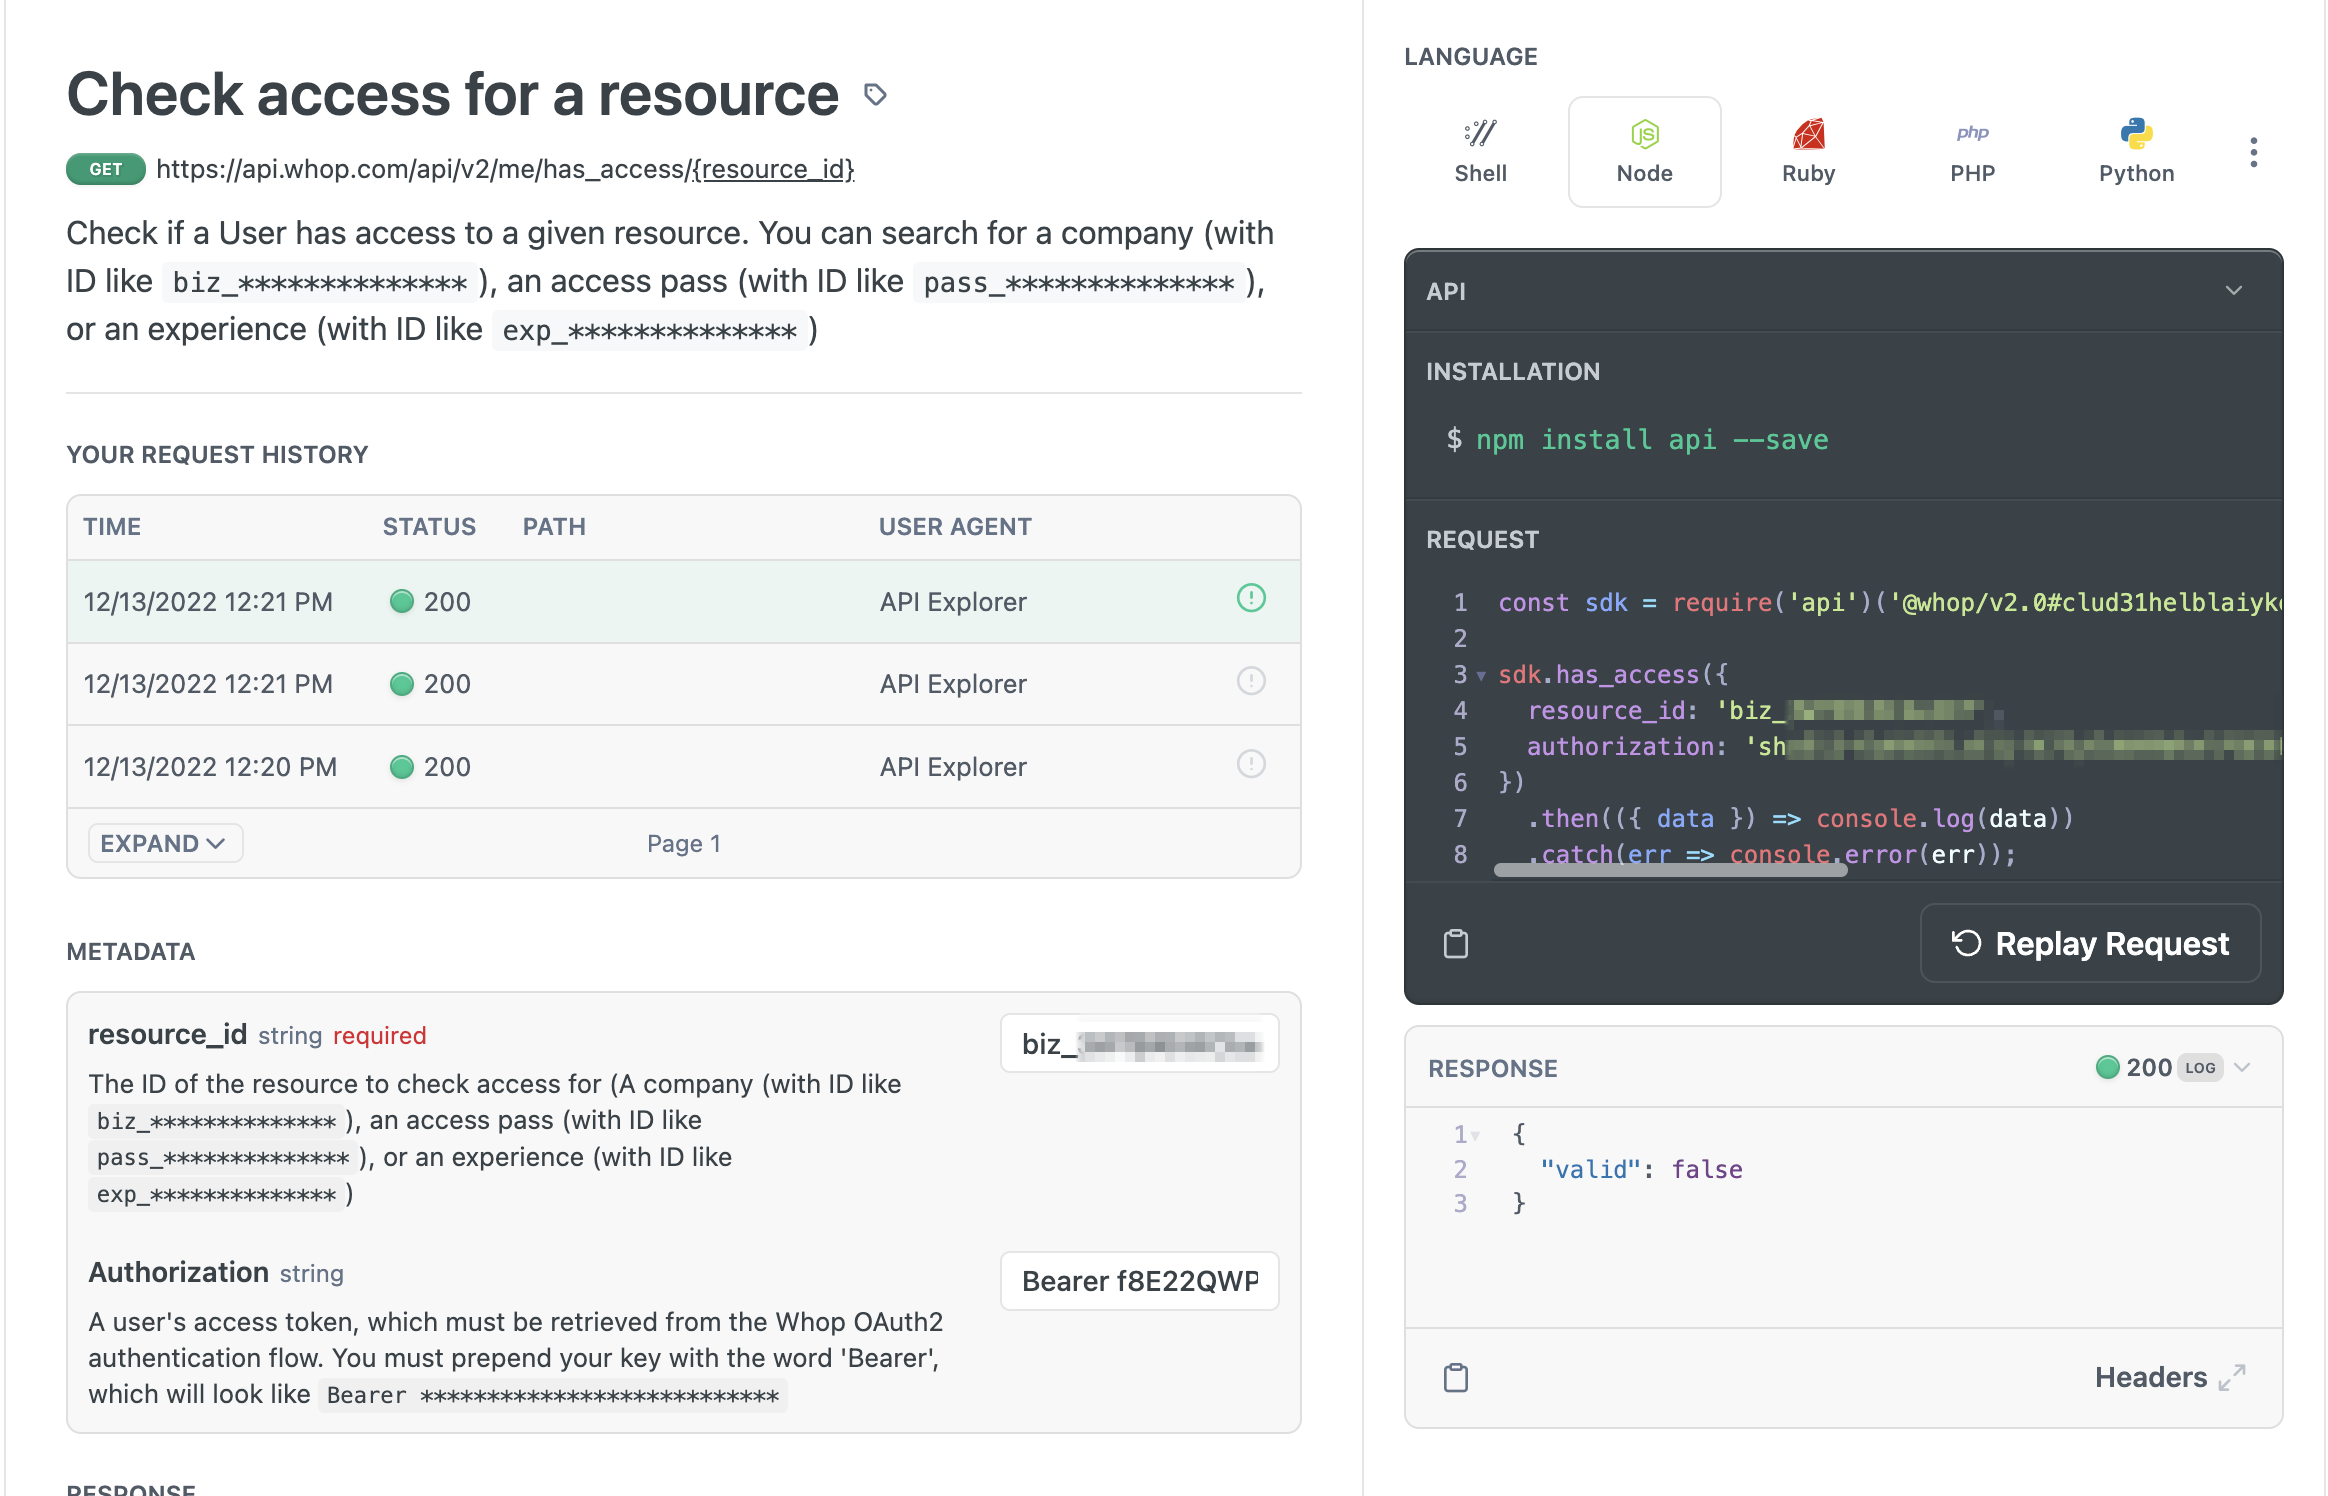 Check access for a resource
GET https://api.whop.com/api/v2/me/has_access/{resource_id}
Check if a User has access to a given resource. You can search for a company (with
ID like biz_************** ), an access pass (with ID like pass_************** ),
or an experience (with ID like exp_************** )
YOUR REQUEST HISTORY
TIME STATUS PATH USER AGENT
12/13/2022 12:21 PM 200 API Explorer
12/13/2022 12:21 PM 200 API Explorer
12/13/2022 12:20 PM 200 API Explorer
EXPAND Page 1
METADATA
resource_id string required
biz_
The ID of the resource to check access for (A company (with ID like
biz_************** ), an access pass (with ID like
pass_************** ), or an experience (with ID like
exp_************** )
Authorization string
Bearer f8E22QWP
A user's access token, which must be retrieved from the Whop OAuth2
authentication flow. You must prepend your key with the word 'Bearer',
which will look like Bearer ***************************
RESPONSE
LANGUAGE
Shell
Node
Ruby
php
PHP
Python
API
INSTALLATION
$ npm install api --save
REQUEST
1 const sdk = require('api')('@whop/v2.0#clud31helblaiyk
2
3 sdk.has_access({
4 resource_id: 'biz_
5 authorization: 'sh
6 })
7 .then(({ data }) => console.log(data))
8 .catch(err => console.error(err));
Replay Request
RESPONSE 200 LOG
1 {
2 "valid": false
3 }
Headers